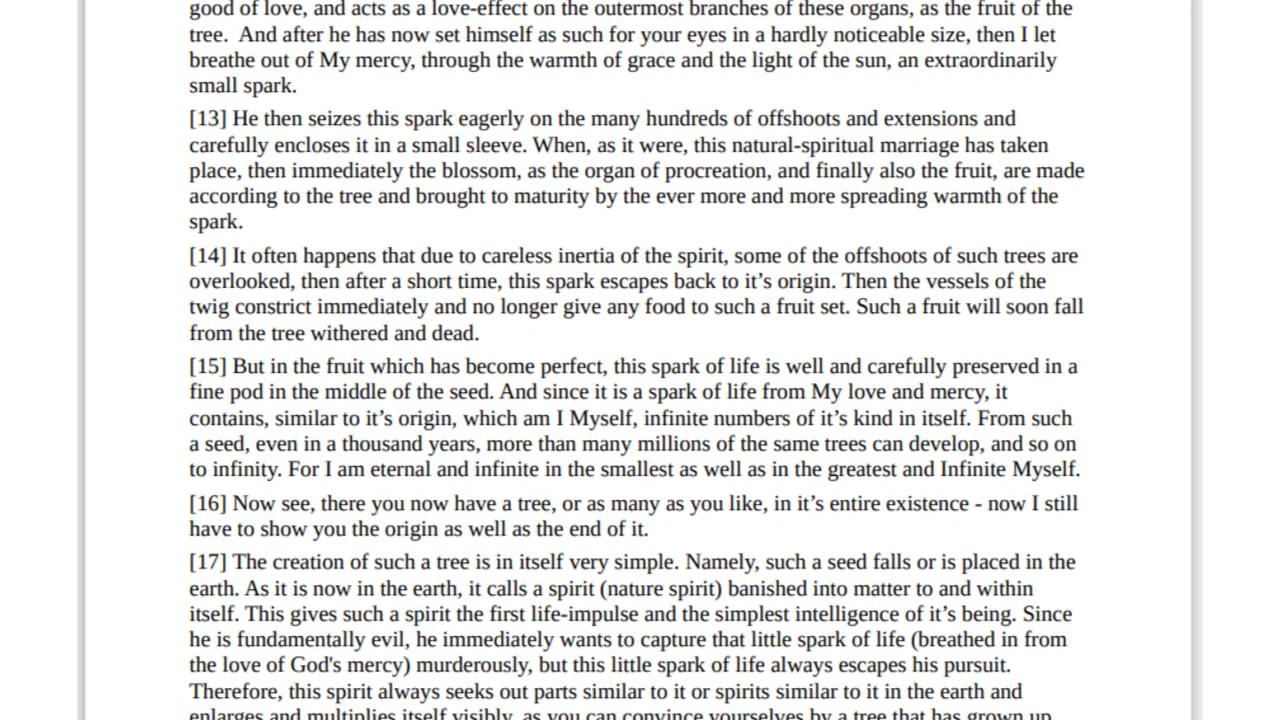 good of love, and acts as a love-effect on the outermost branches of these organs, as the fruit of the
tree.  And after he has now set himself as such for your eyes in a hardly noticeable size, then I let
breathe out of My mercy, through the warmth of grace and the light of the sun, an extraordinarily
small spark.
[13] He then seizes this spark eagerly on the many hundreds of offshoots and extensions and
carefully encloses it in a small sleeve. When, as it were, this natural-spiritual marriage has taken
place, then immediately the blossom, as the organ of procreation, and finally also the fruit, are made
according to the tree and brought to maturity by the ever more and more spreading warmth of the
spark.
[14] It often happens that due to careless inertia of the spirit, some of the offshoots of such trees are
overlooked, then after a short time, this spark escapes back to it’s origin. Then the vessels of the
twig constrict immediately and no longer give any food to such a fruit set. Such a fruit will soon fall
from the tree withered and dead.
[15] But in the fruit which has become perfect, this spark of life is well and carefully preserved in a
fine pod in the middle of the seed. And since it is a spark of life from My love and mercy, it
contains, similar to it’s origin, which am I Myself, infinite numbers of it’s kind in itself. From such
a seed, even in a thousand years, more than many millions of the same trees can develop, and so on
to infinity. For I am eternal and infinite in the smallest as well as in the greatest and Infinite Myself.
[16] Now see, there you now have a tree, or as many as you like, in it’s entire existence - now I still
have to show you the origin as well as the end of it.
[17] The creation of such a tree is in itself very simple. Namely, such a seed falls or is placed in the
earth. As it is now in the earth, it calls a spirit (nature spirit) banished into matter to and within
itself. This gives such a spirit the first life-impulse and the simplest intelligence of it’s being. Since
he is fundamentally evil, he immediately wants to capture that little spark of life (breathed in from
the love of God's mercy) murderously, but this little spark of life always escapes his pursuit.
Therefore, this spirit always seeks out parts similar to it or spirits similar to it in the earth and
enlarges and multiplies itself visibly, as you can convince yourselves by a tree that has grown up